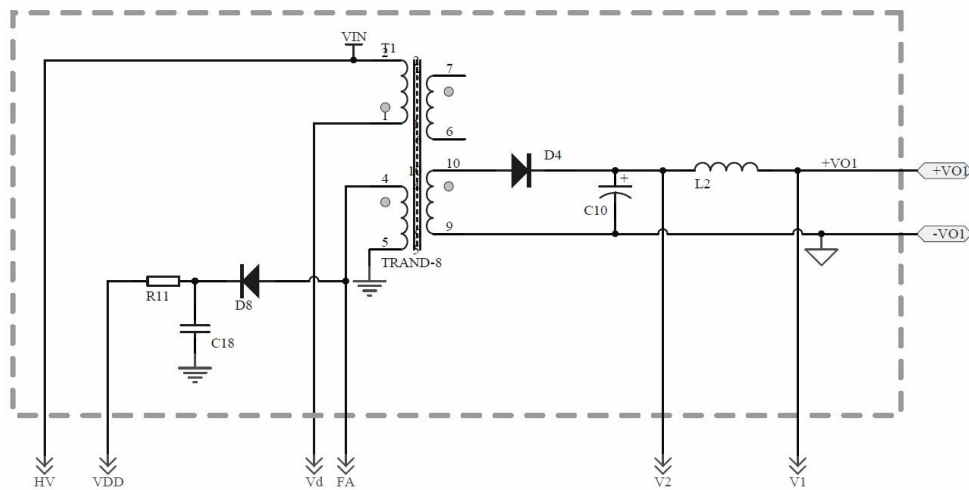 VIN
T1
2
7
1
6
10
D4
+VO1
+VO1
4
L2
C10
+
9
-VO1
5
TRAND-8
R11
D8
C18
HV
VDD
Vd
FA
V2
V1